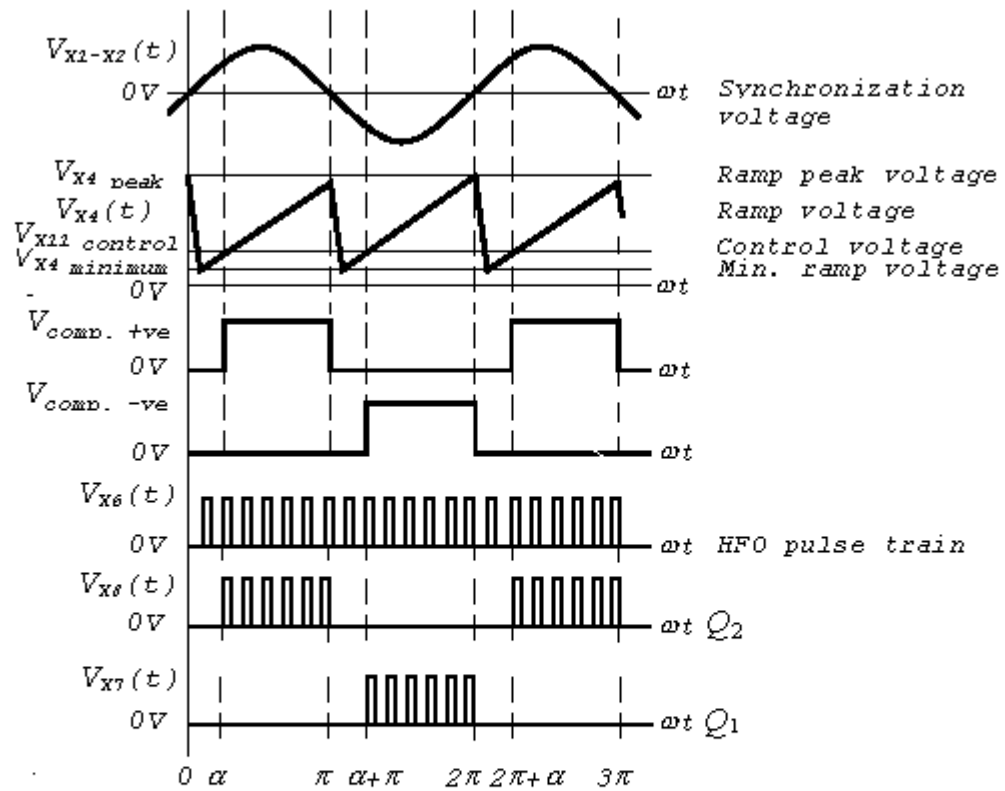 V_X1-X2(t)
0V ωt Synchronization voltage
V_X4 peak Ramp peak voltage
V_X4(t) Ramp voltage
V_X11 control Control voltage
V_X4 minimum Min. ramp voltage
0V ωt
V_comp. +ve
0V ωt
V_comp. -ve
0V ωt
V_X6(t)
0V ωt HFO pulse train
V_X8(t)
0V ωt Q₂
V_X7(t)
0V ωt Q₁
0 α π α+π 2π 2π+α 3π